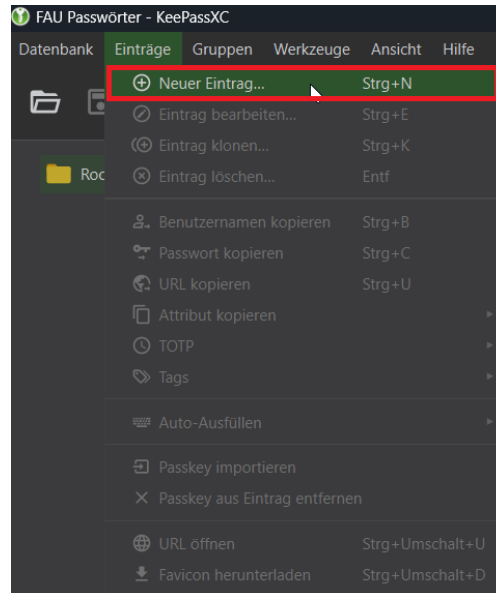 FAU Passwörter - KeePassXC
Datenbank Einträge Gruppen Werkzeuge Ansicht Hilfe
Neuer Eintrag... Strg+N
Eintrag bearbeiten... Strg+E
Eintrag klonen... Strg+K
Roo
Eintrag löschen... Entf
Benutzernamen kopieren Strg+B
Passwort kopieren Strg+C
URL kopieren Strg+U
Attribut kopieren
TOTP
Tags
Auto-Ausfüllen
Passkey importieren
Passkey aus Eintrag entfernen
URL öffnen Strg+Umschalt+U
Favicon herunterladen Strg+Umschalt+D